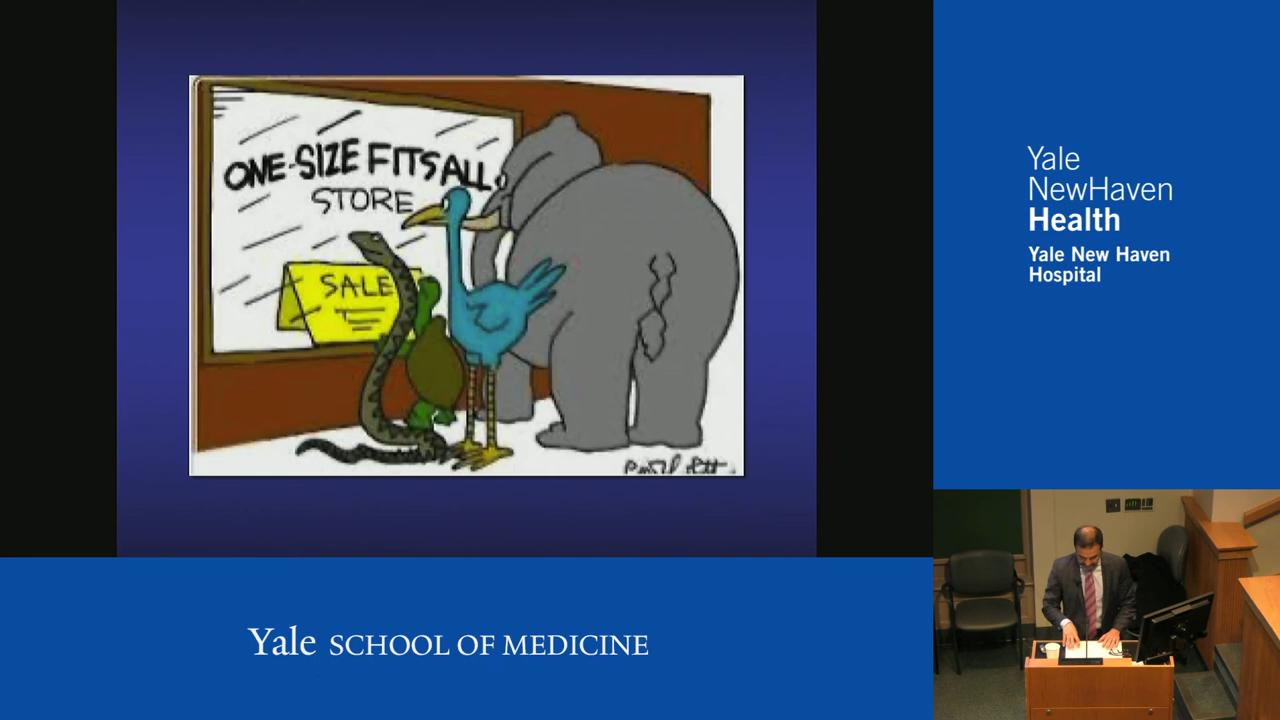 ONE-SIZE FITS ALL
STORE
SALE
Yale
NewHaven
Health
Yale New Haven
Hospital
Yale SCHOOL OF MEDICINE